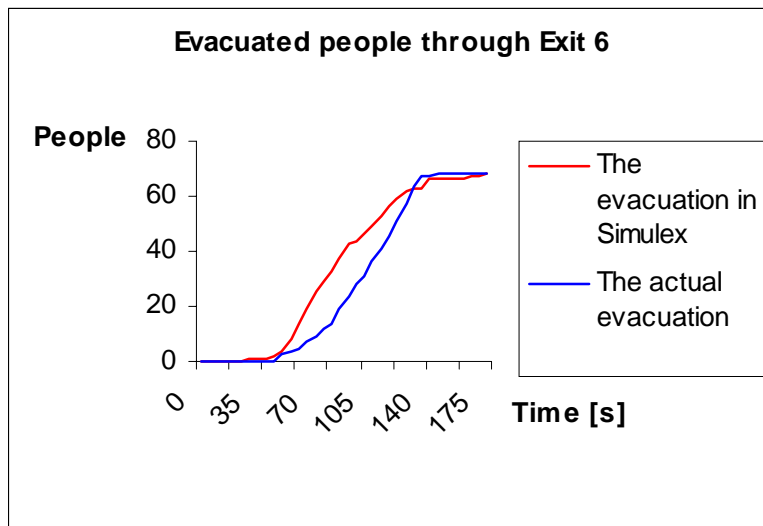 Evacuated people through Exit 6
People
80
60
40
20
0
0
35
70
105
140
175
Time [s]
The
evacuation in
Simulex
The actual
evacuation